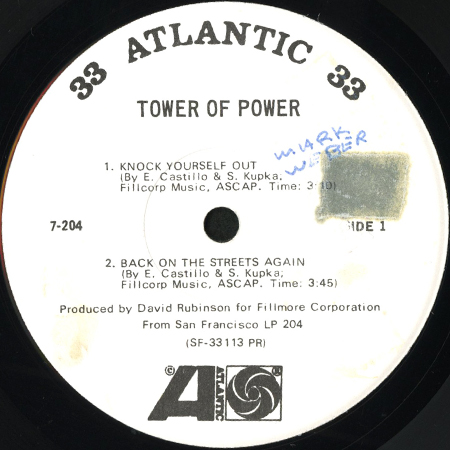 33 ATLANTIC 33
TOWER OF POWER
MARK
WEBER
1. KNOCK YOURSELF OUT
(By E. Castillo & S. Kupka;
Fillcorp Music, ASCAP. Time: 3:10)
7-204
IDE 1
2. BACK ON THE STREETS AGAIN
(By E. Castillo & S. Kupka;
Fillcorp Music, ASCAP. Time: 3:45)
Produced by David Rubinson for Fillmore Corporation
From San Francisco LP 204
(SF-33113 PR)
© A ATLANTIC ®